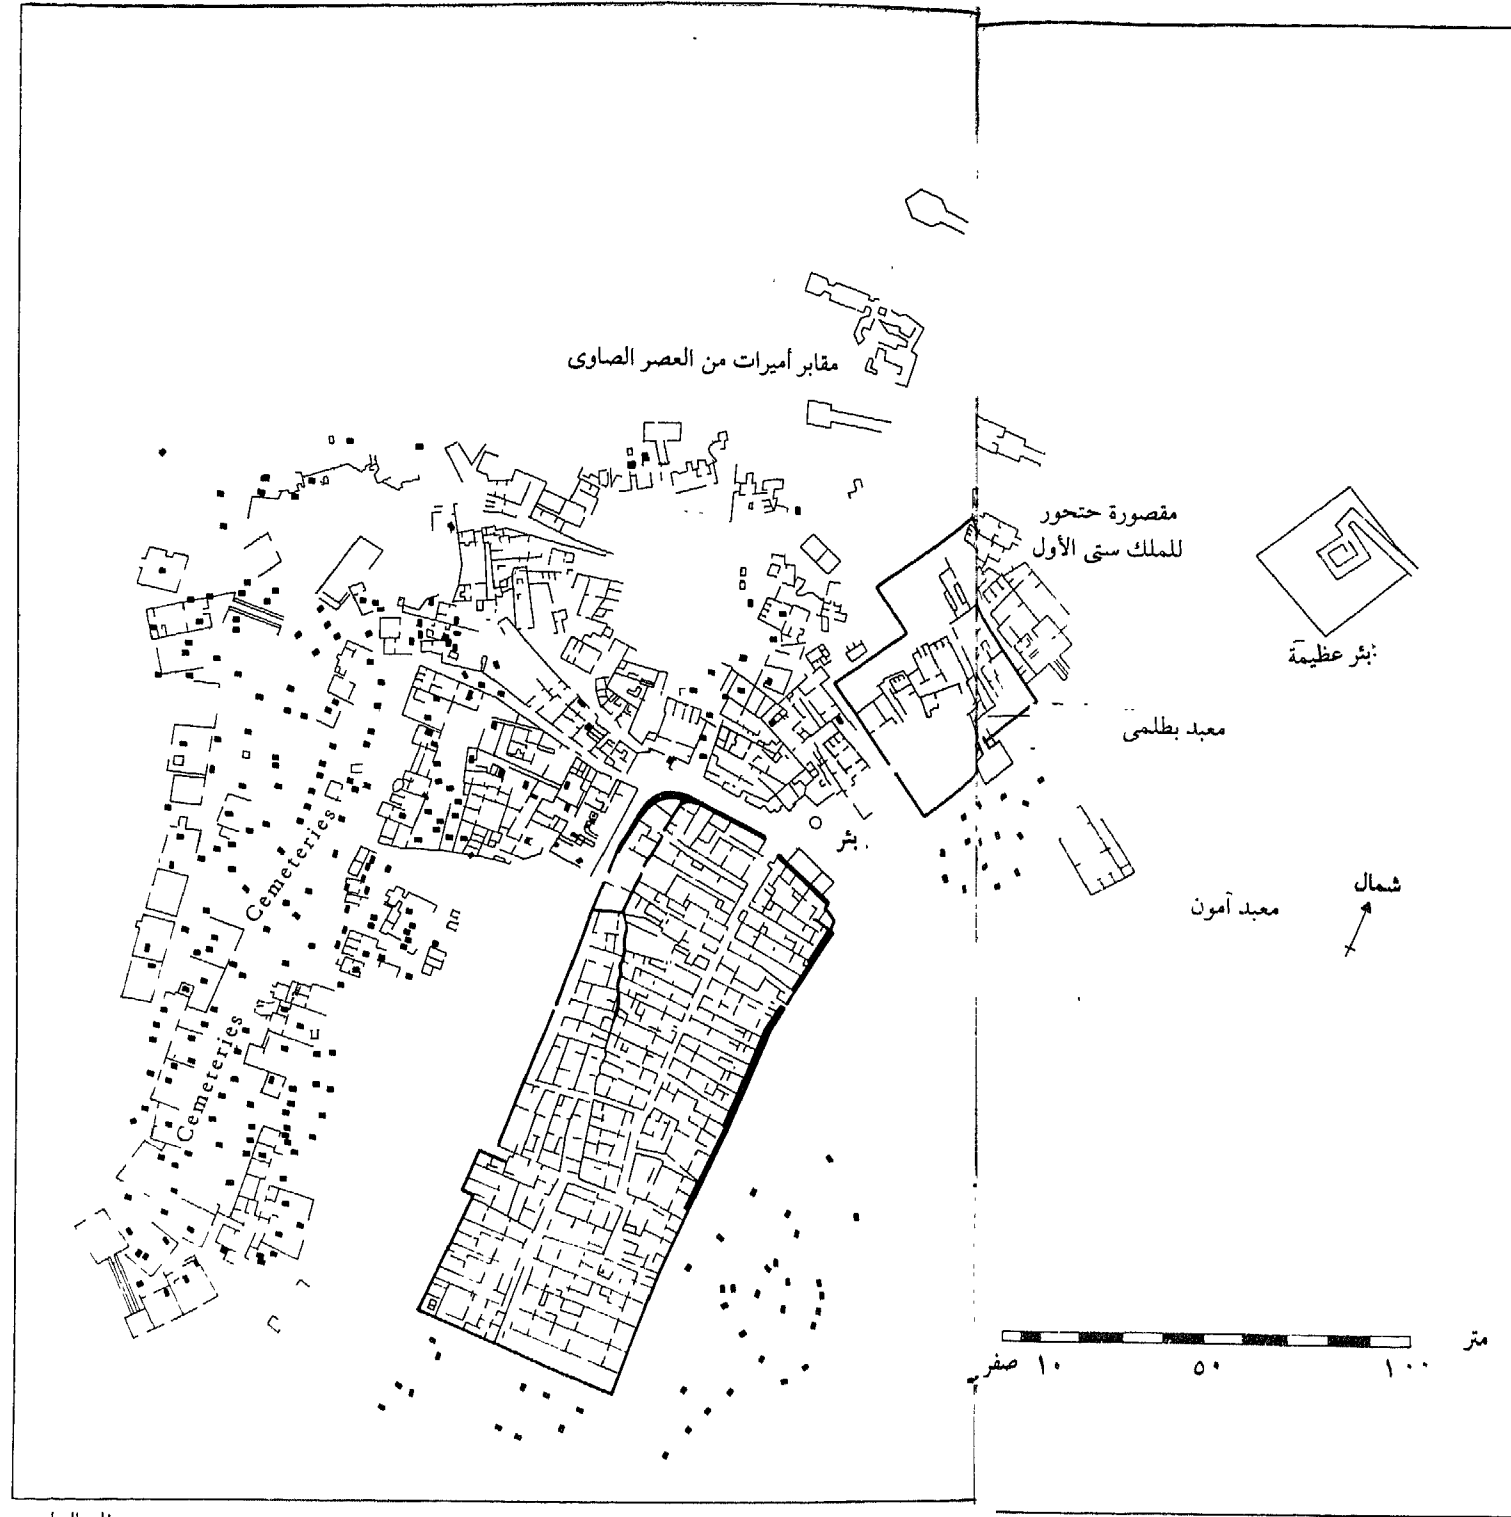 مقابر أميرات من العصر الصاوى
مقصورة حتحور
للملك ستى الأول
بئر عظيمة
معبد بطلمى
بئر
Cemeteries
شمال
معبد آمون
Cemeteries
متر
صفر ١٠ ٥٠ ١٠٠